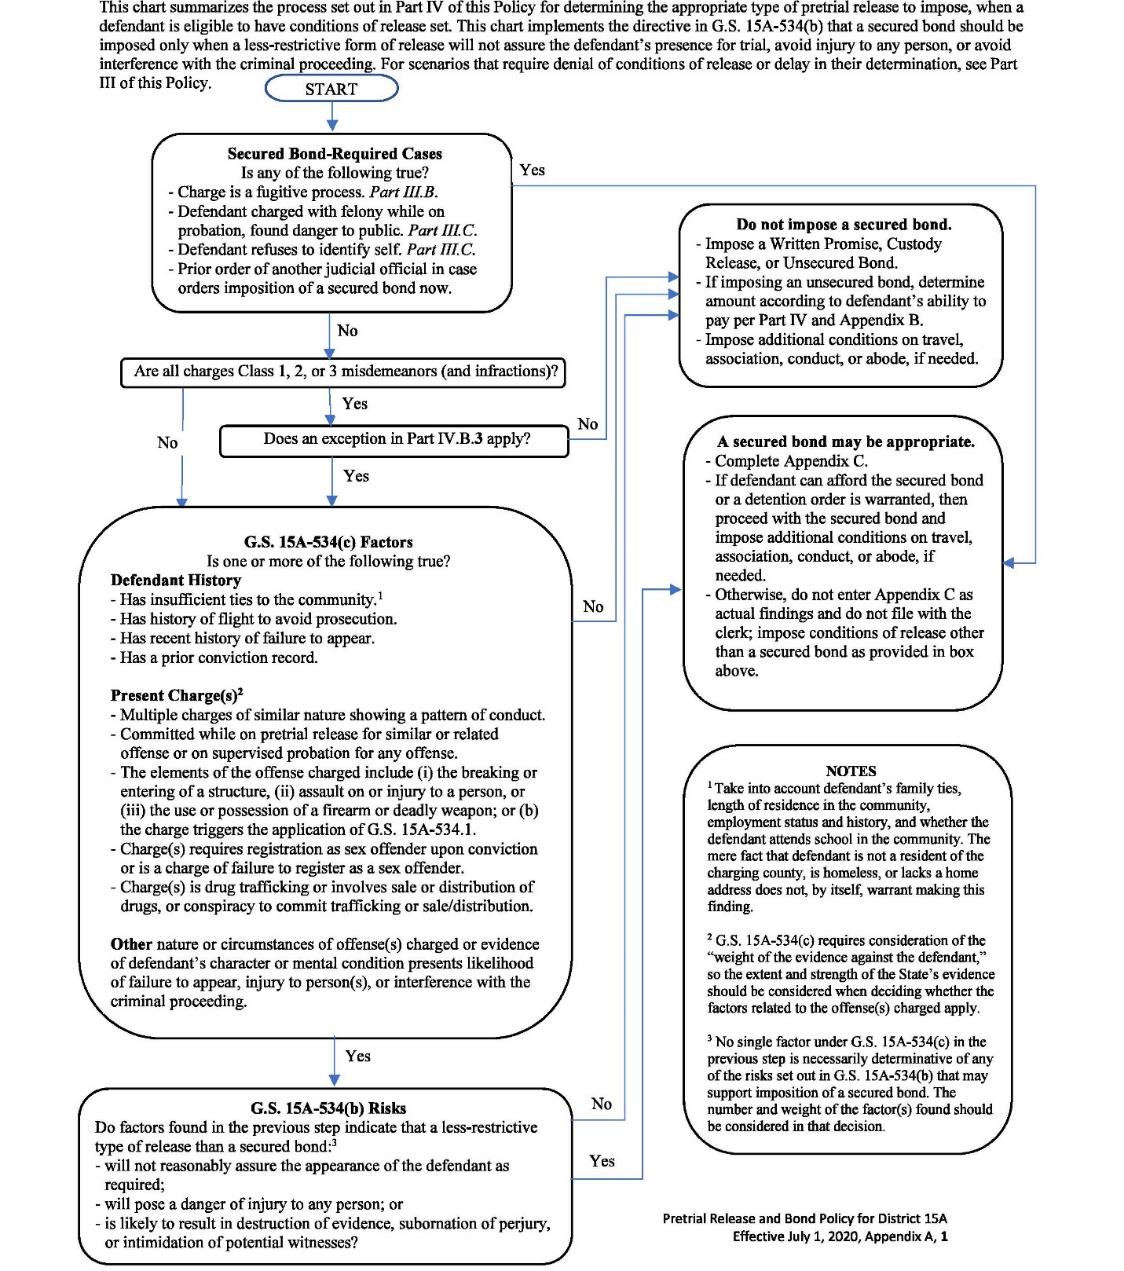 This chart summarizes the process set out in Part IV of this Policy for determining the appropriate type of pretrial release to impose, when a
defendant is eligible to have conditions of release set. This chart implements the directive in G.S. 15A-534(b) that a secured bond should be
imposed only when a less-restrictive form of release will not assure the defendant's presence for trial, avoid injury to any person, or avoid
interference with the criminal proceeding. For scenarios that require denial of conditions of release or delay in their determination, see Part
III of this Policy.
START
Secured Bond-Required Cases
Is any of the following true?
- Charge is a fugitive process. Part III.B.
- Defendant charged with felony while on
probation, found danger to public. Part III.C.
- Defendant refuses to identify self. Part III.C.
- Prior order of another judicial official in case
orders imposition of a secured bond now.
Yes
No
Are all charges Class 1, 2, or 3 misdemeanors (and infractions)?
Yes
No
Does an exception in Part IV.B.3 apply?
No
Yes
Do not impose a secured bond.
- Impose a Written Promise, Custody
Release, or Unsecured Bond.
- If imposing an unsecured bond, determine
amount according to defendant's ability to
pay per Part IV and Appendix B.
- Impose additional conditions on travel,
association, conduct, or abode, if needed.
A secured bond may be appropriate.
- Complete Appendix C.
- If defendant can afford the secured bond
or a detention order is warranted, then
proceed with the secured bond and
impose additional conditions on travel,
association, conduct, or abode, if
needed.
- Otherwise, do not enter Appendix C as
actual findings and do not file with the
clerk; impose conditions of release other
than a secured bond as provided in box
above.
G.S. 15A-534(c) Factors
Is one or more of the following true?
Defendant History
- Has insufficient ties to the community.¹
- Has history of flight to avoid prosecution.
- Has recent history of failure to appear.
- Has a prior conviction record.
Present Charge(s)²
- Multiple charges of similar nature showing a pattern of conduct.
- Committed while on pretrial release for similar or related
offense or on supervised probation for any offense.
- The elements of the offense charged include (i) the breaking or
entering of a structure, (ii) assault on or injury to a person, or
(iii) the use or possession of a firearm or deadly weapon; or (b)
the charge triggers the application of G.S. 15A-534.1.
- Charge(s) requires registration as sex offender upon conviction
or is a charge of failure to register as a sex offender.
- Charge(s) is drug trafficking or involves sale or distribution of
drugs, or conspiracy to commit trafficking or sale/distribution.
Other nature or circumstances of offense(s) charged or evidence
of defendant's character or mental condition presents likelihood
of failure to appear, injury to person(s), or interference with the
criminal proceeding.
No
Yes
G.S. 15A-534(b) Risks
Do factors found in the previous step indicate that a less-restrictive
type of release than a secured bond:³
- will not reasonably assure the appearance of the defendant as
required;
- will pose a danger of injury to any person; or
- is likely to result in destruction of evidence, subornation of perjury,
or intimidation of potential witnesses?
No
Yes
NOTES
¹ Take into account defendant's family ties,
length of residence in the community,
employment status and history, and whether the
defendant attends school in the community. The
mere fact that defendant is not a resident of the
charging county, is homeless, or lacks a home
address does not, by itself, warrant making this
finding.
² G.S. 15A-534(c) requires consideration of the
"weight of the evidence against the defendant,"
so the extent and strength of the State's evidence
should be considered when deciding whether the
factors related to the offense(s) charged apply.
³ No single factor under G.S. 15A-534(c) in the
previous step is necessarily determinative of any
of the risks set out in G.S. 15A-534(b) that may
support imposition of a secured bond. The
number and weight of the factor(s) found should
be considered in that decision.
Pretrial Release and Bond Policy for District 15A
Effective July 1, 2020, Appendix A, 1